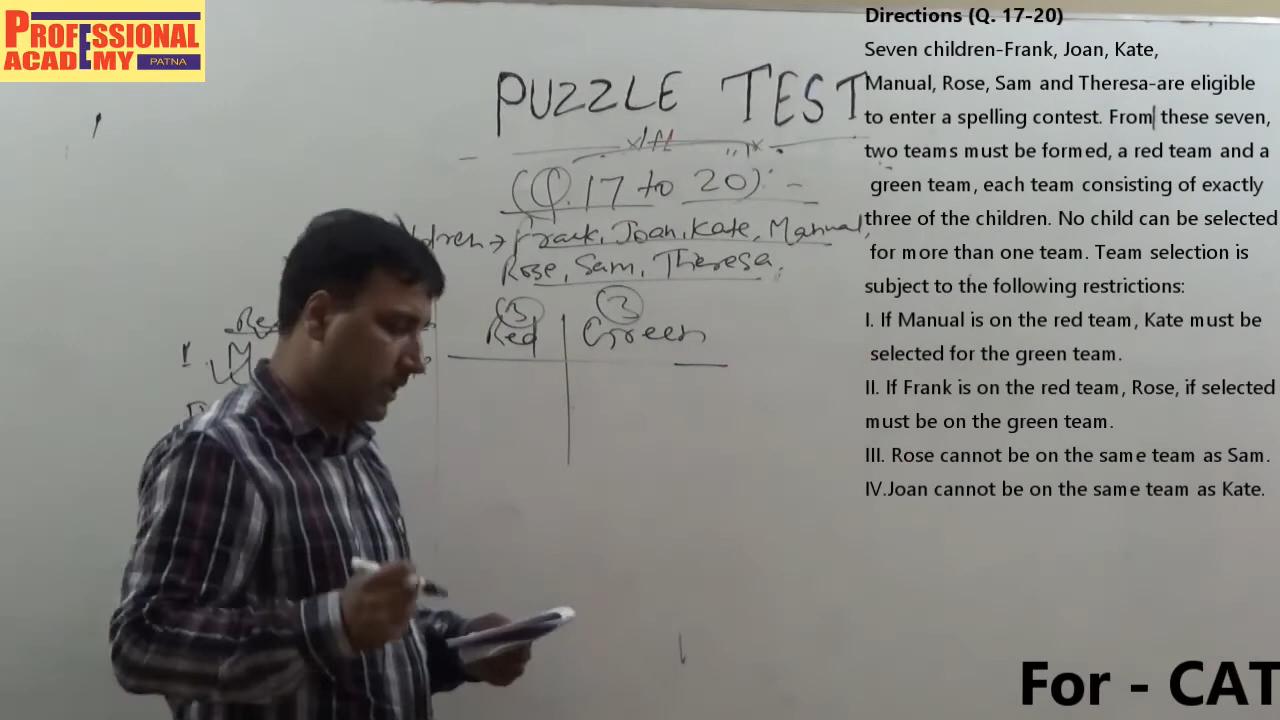 PROFESSIONAL
ACADEMY
PATNA
PUZZLE TEST
(Q. 17 to 20):-
Frank, Joan, Kate, Manual,
Rose, Sam, Theresa.
3 3
Red Green
I
M
Directions (Q. 17-20)
Seven children-Frank, Joan, Kate,
Manual, Rose, Sam and Theresa-are eligible
to enter a spelling contest. From these seven,
two teams must be formed, a red team and a
green team, each team consisting of exactly
three of the children. No child can be selected
for more than one team. Team selection is
subject to the following restrictions:
I. If Manual is on the red team, Kate must be
selected for the green team.
II. If Frank is on the red team, Rose, if selected
must be on the green team.
III. Rose cannot be on the same team as Sam.
IV.Joan cannot be on the same team as Kate.
For - CAT